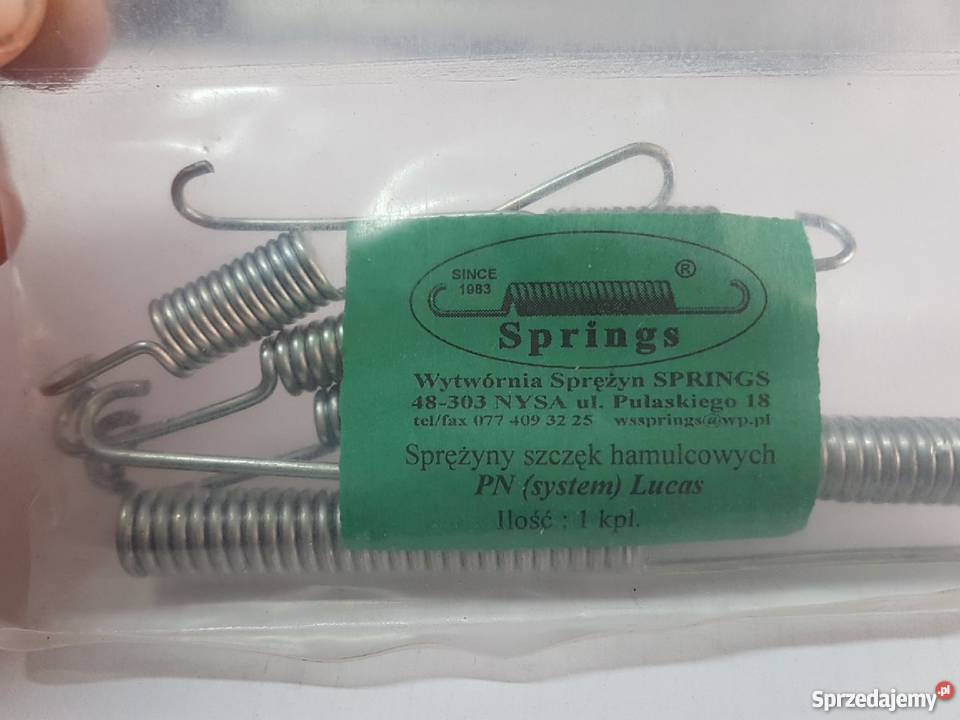 SINCE
1983
®
Springs
Wytwórnia Sprężyn SPRINGS
48-303 NYSA ul. Pułaskiego 18
tel/fax 077 409 32 25 wssprings@wp.pl
Sprężyny szczęk hamulcowych
PN (system) Lucas
Ilość : 1 kpl.
Sprzedajemy.pl